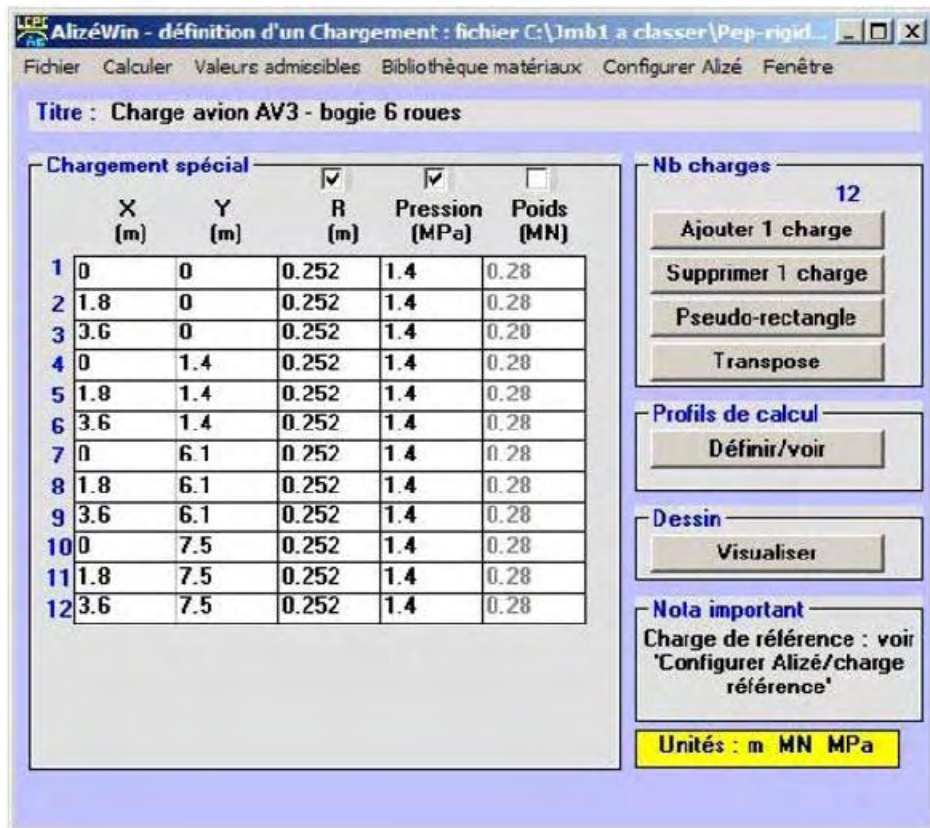 LCPC AlizéWin - définition d'un Chargement : fichier C:\Jmb1 a classer\Pep-rigid...
Fichier Calculer Valeurs admissibles Bibliothèque matériaux Configurer Alizé Fenêtre
Titre : Charge avion AV3 - bogie 6 roues
Chargement spécial
X Y R Pression Poids
(m) (m) (m) (MPa) (MN)
1 0 0 0.252 1.4 0.28
2 1.8 0 0.252 1.4 0.28
3 3.6 0 0.252 1.4 0.28
4 0 1.4 0.252 1.4 0.28
5 1.8 1.4 0.252 1.4 0.28
6 3.6 1.4 0.252 1.4 0.28
7 0 6.1 0.252 1.4 0.28
8 1.8 6.1 0.252 1.4 0.28
9 3.6 6.1 0.252 1.4 0.28
10 0 7.5 0.252 1.4 0.28
11 1.8 7.5 0.252 1.4 0.28
12 3.6 7.5 0.252 1.4 0.28
Nb charges
12
Ajouter 1 charge
Supprimer 1 charge
Pseudo-rectangle
Transpose
Profils de calcul
Définir/voir
Dessin
Visualiser
Nota important
Charge de référence : voir
'Configurer Alizé/charge
référence'
Unités : m MN MPa